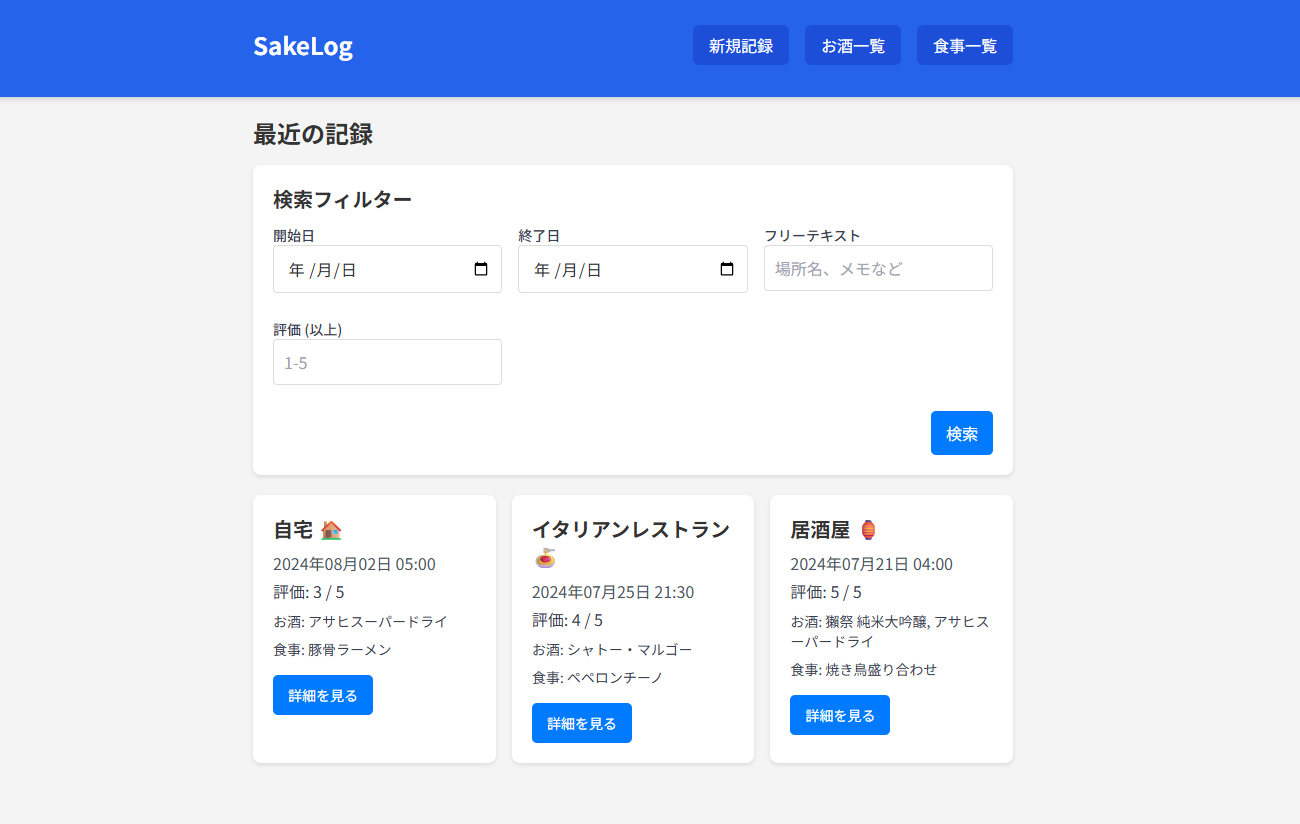 SakeLog
新規記録
お酒一覧
食事一覧
最近の記録
検索フィルター
開始日
終了日
フリーテキスト
年 /月/日
年 /月/日
場所名、メモなど
評価 (以上)
1-5
検索
自宅 🏠
2024年08月02日 05:00
評価: 3 / 5
お酒: アサヒスーパードライ
食事: 豚骨ラーメン
詳細を見る
イタリアンレストラン
🍝
2024年07月25日 21:30
評価: 4 / 5
お酒: シャトー・マルゴー
食事: ペペロンチーノ
詳細を見る
居酒屋 🏮
2024年07月21日 04:00
評価: 5 / 5
お酒: 獺祭 純米大吟醸, アサヒス
ーパードライ
食事: 焼き鳥盛り合わせ
詳細を見る